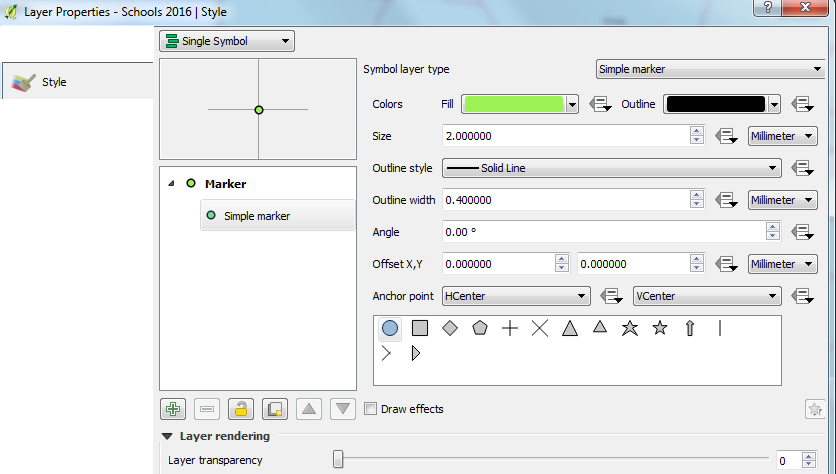 Layer Properties - Schools 2016 | Style
?
Single Symbol
Style
Symbol layer type
Simple marker
Colors
Fill
Outline
Size
2.000000
Millimeter
Marker
Simple marker
Outline style
Solid Line
Outline width
0.400000
Millimeter
Angle
0.00 °
Offset X,Y
0.000000
0.000000
Millimeter
Anchor point
HCenter
VCenter
Draw effects
Layer rendering
Layer transparency
0